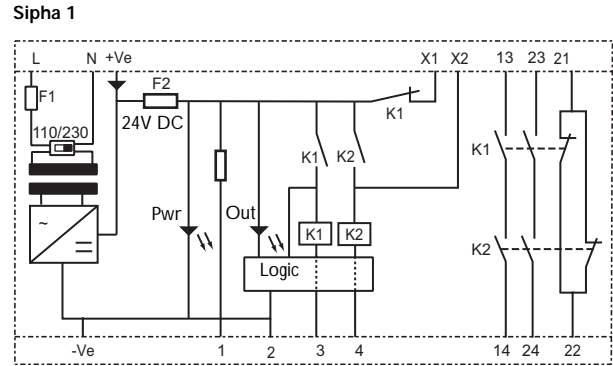 Sipha 1
L N +Ve X1 X2 13 23 21
F1 F2
24V DC K1
110/230 K1 K2 K1
~ Pwr Out
= K1 K2 K2
Logic
-Ve 1 2 3 4 14 24 22